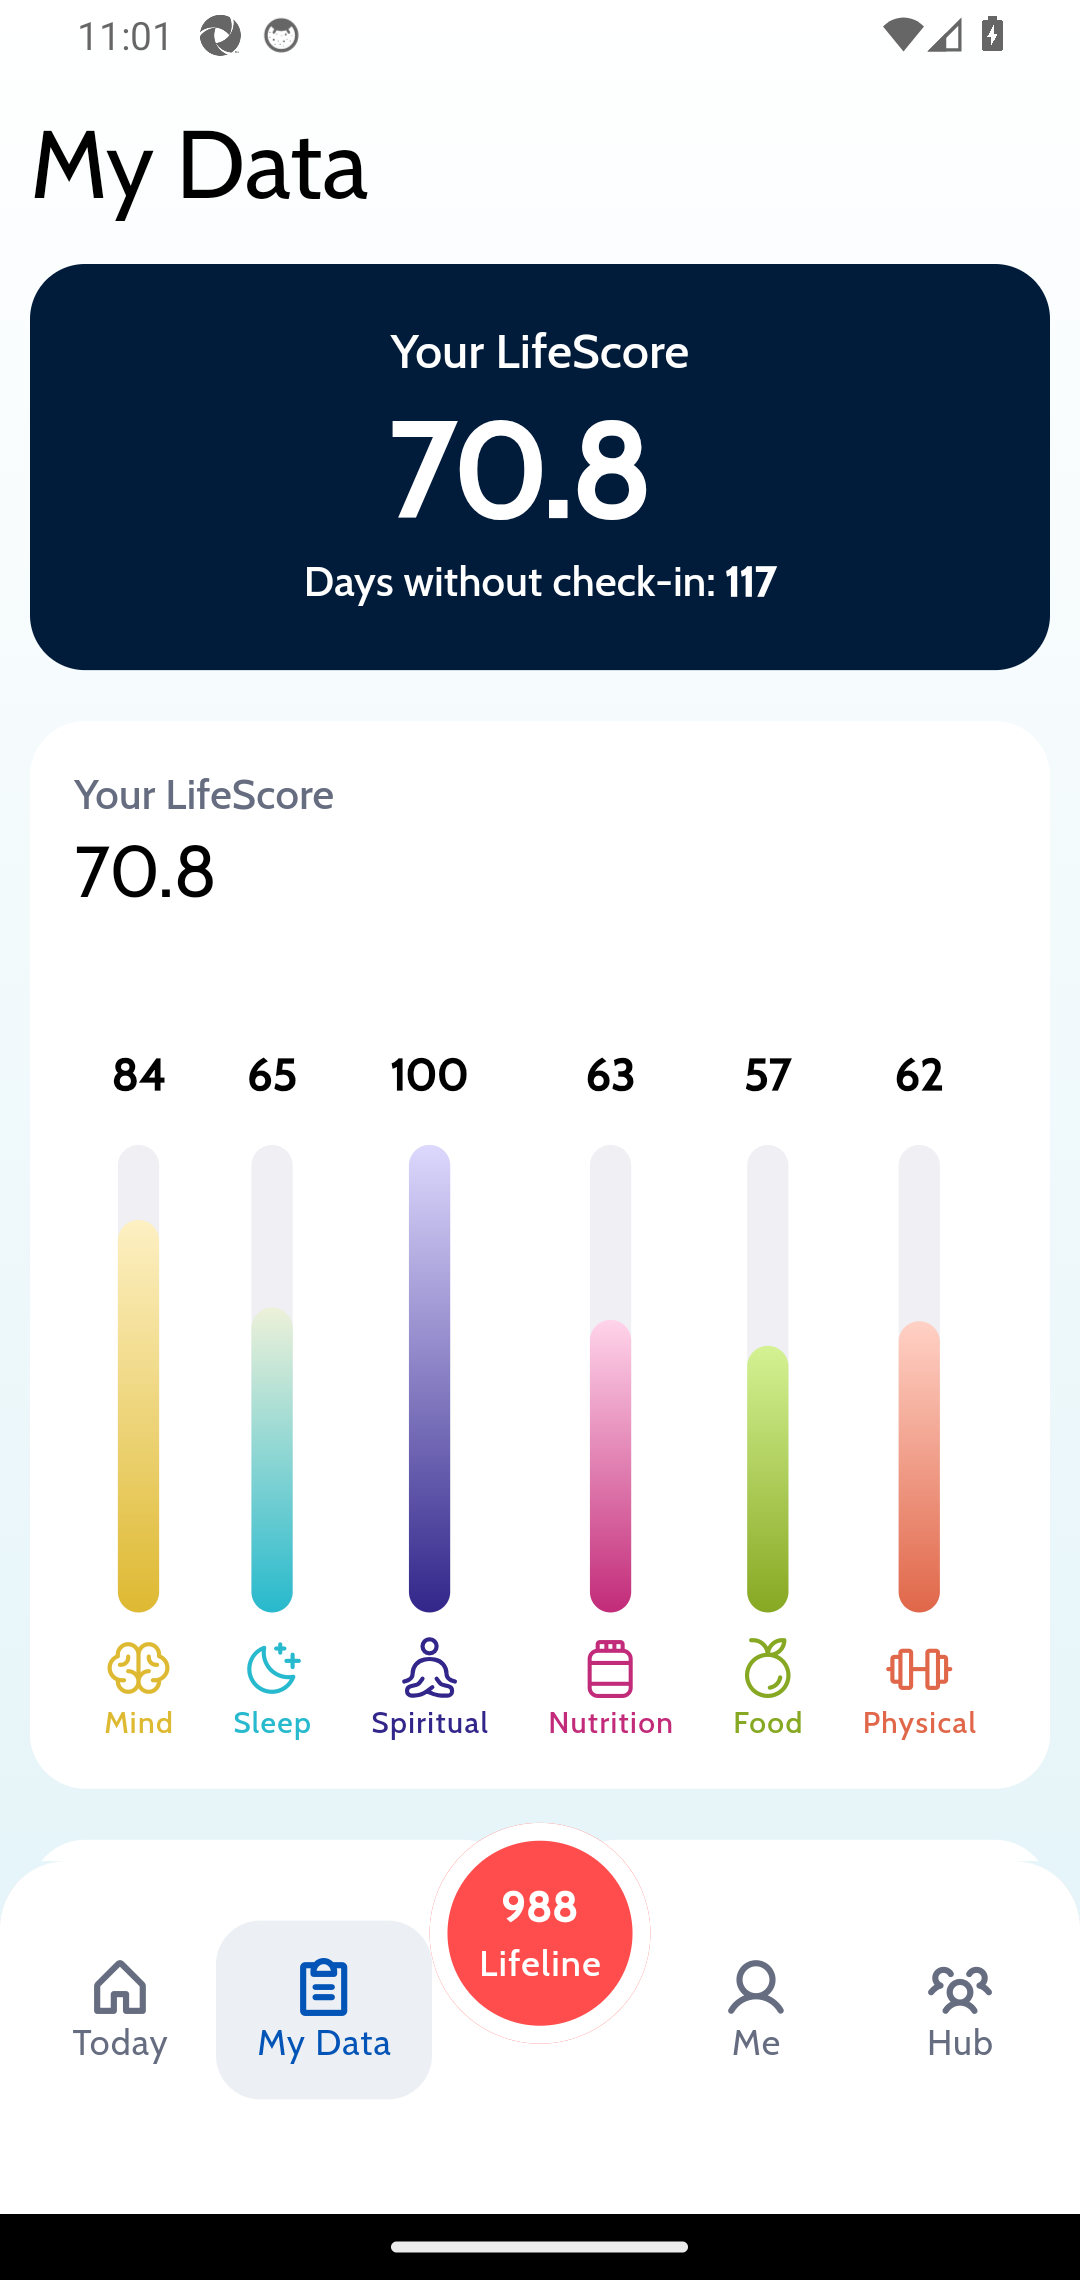 11:01
My Data
Your LifeScore
70.8
Days without check-in: 117
Your LifeScore
70.8
84 65 100 63 57 62
Mind Sleep Spiritual Nutrition Food Physical
988
Lifeline
Today My Data Me Hub